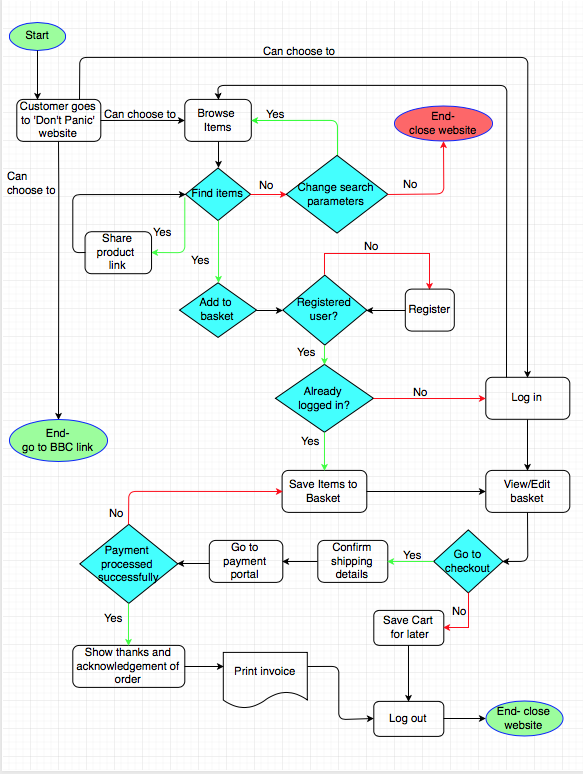 Start
Can choose to
Customer goes
to 'Don't Panic'
website
Can choose to
Browse
Items
Yes
End-
close website
Can
choose to
Find items
No
Change search
parameters
No
Share
product
link
Yes
Yes
No
Add to
basket
Registered
user?
Register
Yes
Already
logged in?
No
Log in
End-
go to BBC link
Yes
Save Items to
Basket
View/Edit
basket
No
Payment
processed
successfully
Go to
payment
portal
Confirm
shipping
details
Yes
Go to
checkout
No
Yes
Save Cart
for later
Show thanks and
acknowledgement of
order
Print invoice
Log out
End- close
website